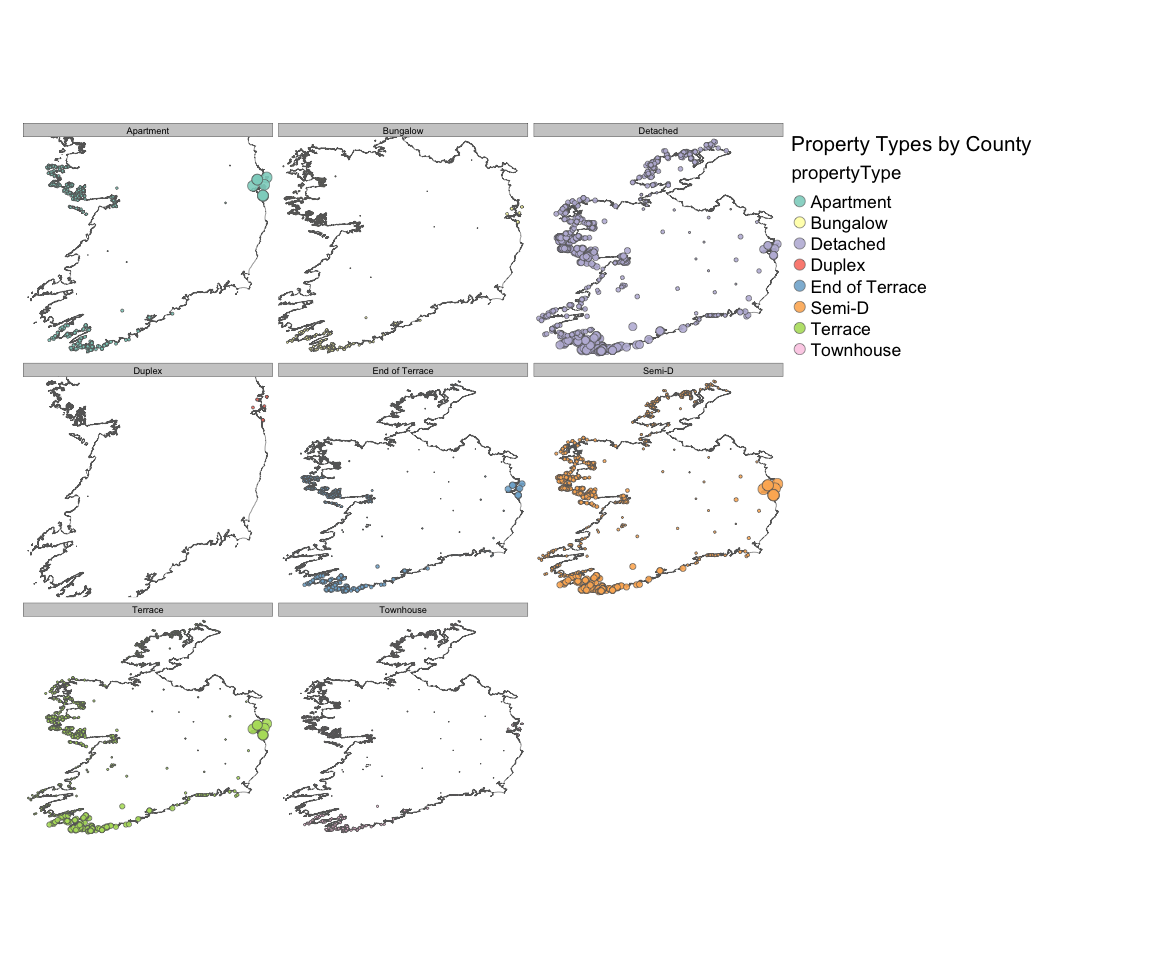 Apartment
Bungalow
Detached
Duplex
End of Terrace
Semi-D
Terrace
Townhouse
Property Types by County
propertyType
Apartment
Bungalow
Detached
Duplex
End of Terrace
Semi-D
Terrace
Townhouse